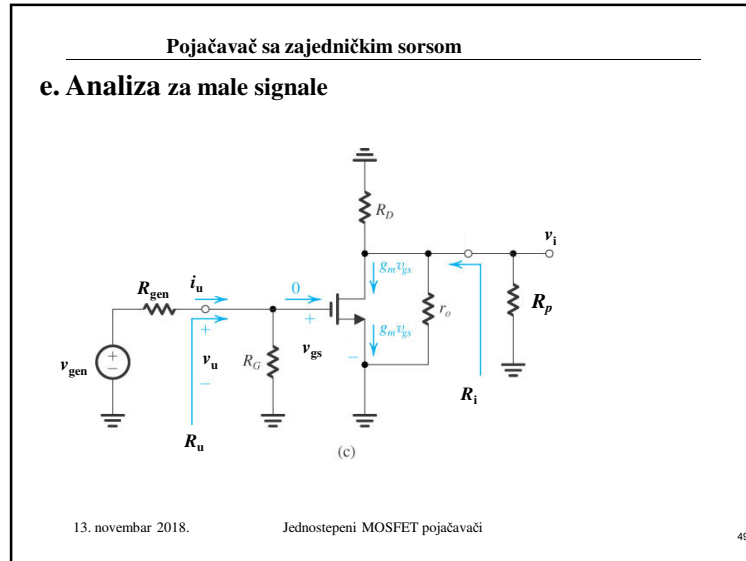 Pojačavač sa zajedničkim sorsom
e. Analiza za male signale
R_D
v_i
R_gen
i_u
0
g_m v_gs
r_o
R_p
+
+
+
−
v_gen
v_u
R_G
v_gs
g_m v_gs
−
−
R_i
R_u
(c)
13. novembar 2018.
Jednostepeni MOSFET pojačavači
49